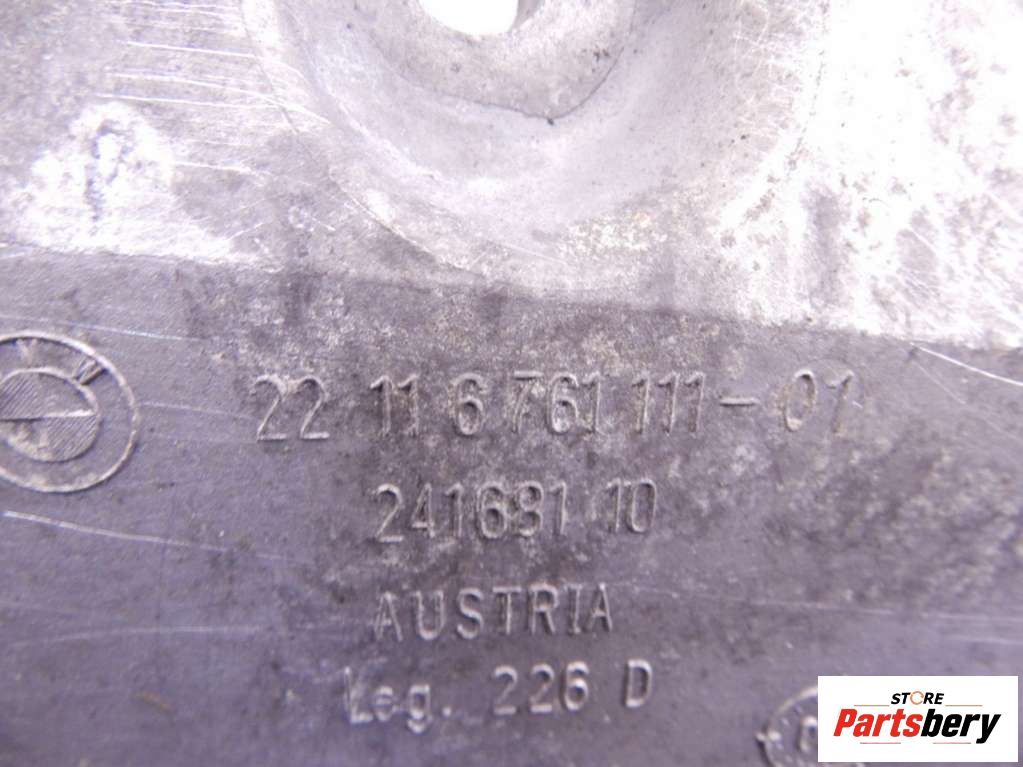 22 11 6 761 111-01
241681 10
AUSTRIA
Leg. 226 D
STORE
Partsbery